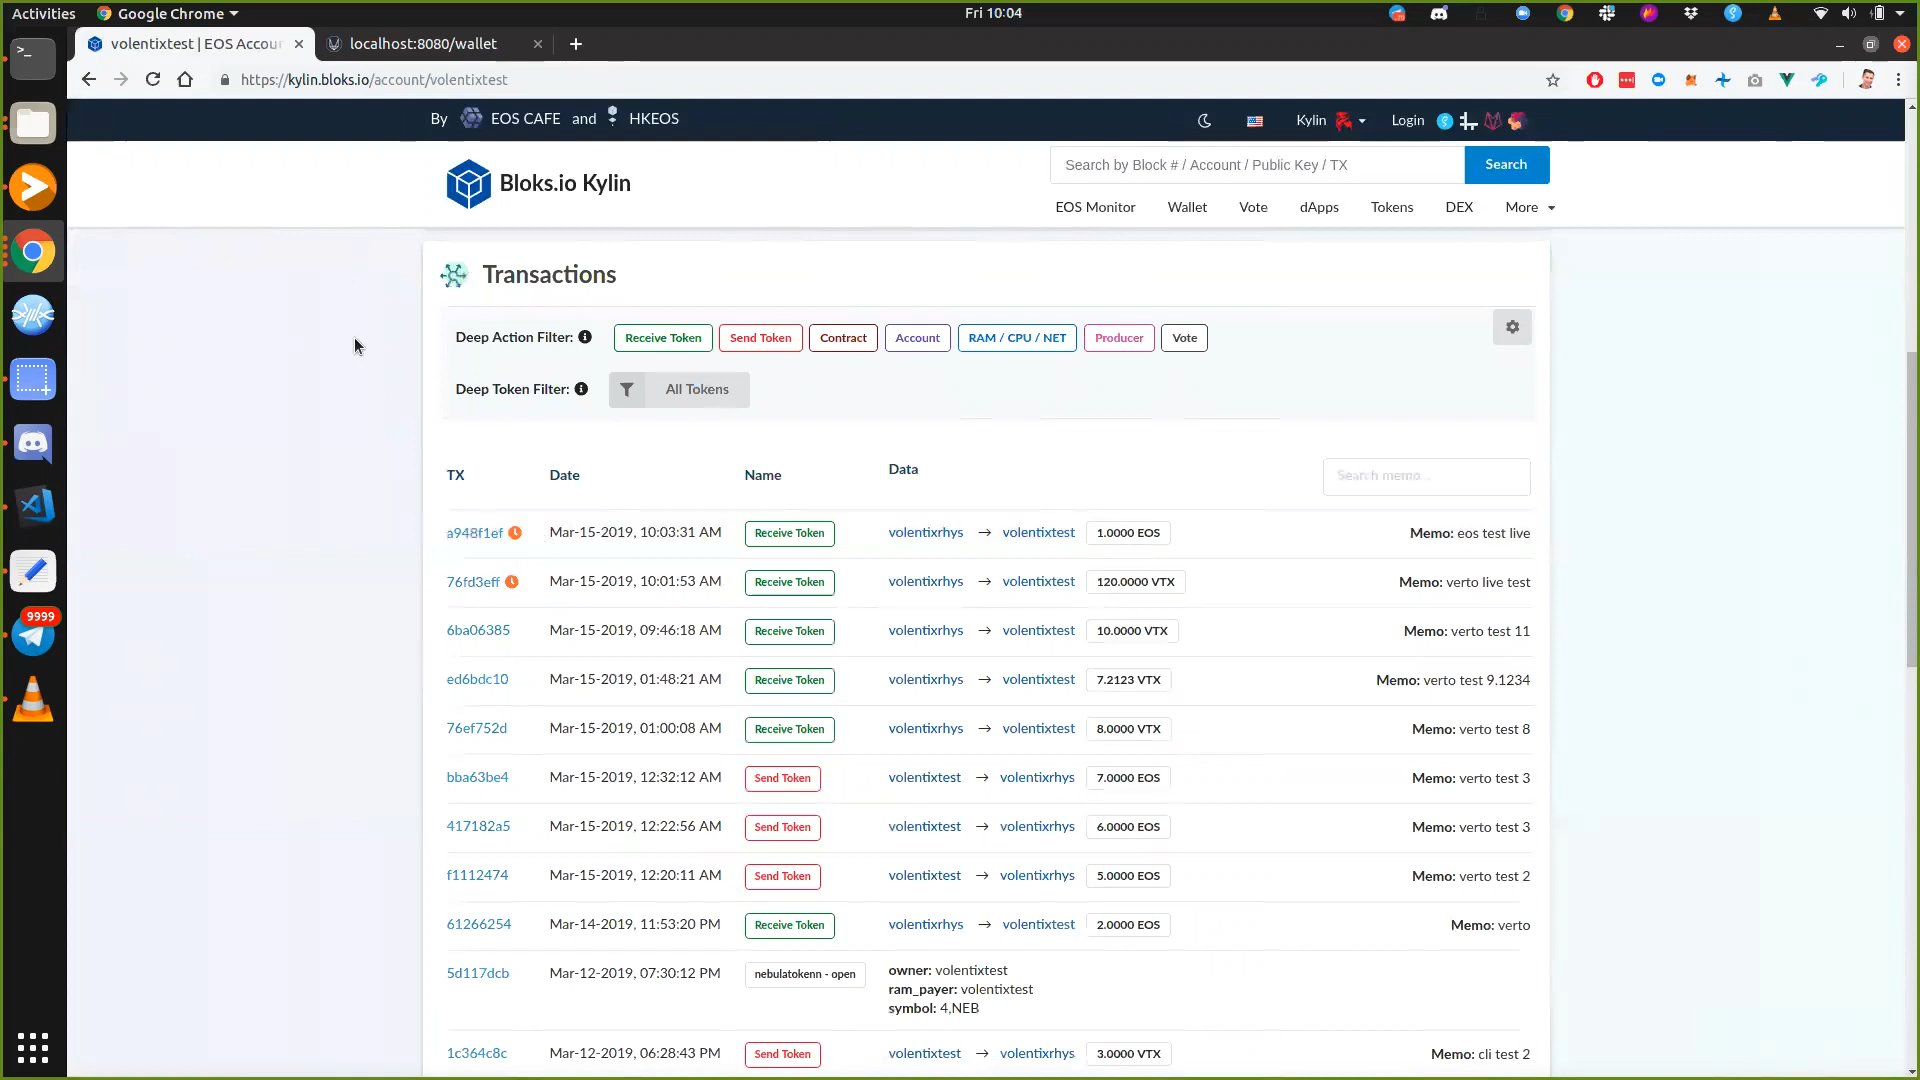 Activities Google Chrome Fri 10:04
volentixtest | EOS Accour localhost:8080/wallet
https://kylin.bloks.io/account/volentixtest
By EOS CAFE and HKEOS Kylin Login
Bloks.io Kylin
Search by Block # / Account / Public Key / TX Search
EOS Monitor Wallet Vote dApps Tokens DEX More
Transactions
Deep Action Filter: Receive Token Send Token Contract Account RAM / CPU / NET Producer Vote
Deep Token Filter: All Tokens
TX Date Name Data Search memo...
a948f1ef Mar-15-2019, 10:03:31 AM Receive Token volentixrhys → volentixtest 1.0000 EOS Memo: eos test live
76fd3eff Mar-15-2019, 10:01:53 AM Receive Token volentixrhys → volentixtest 120.0000 VTX Memo: verto live test
6ba06385 Mar-15-2019, 09:46:18 AM Receive Token volentixrhys → volentixtest 10.0000 VTX Memo: verto test 11
ed6bdc10 Mar-15-2019, 01:48:21 AM Receive Token volentixrhys → volentixtest 7.2123 VTX Memo: verto test 9.1234
76ef752d Mar-15-2019, 01:00:08 AM Receive Token volentixrhys → volentixtest 8.0000 VTX Memo: verto test 8
bba63be4 Mar-15-2019, 12:32:12 AM Send Token volentixtest → volentixrhys 7.0000 EOS Memo: verto test 3
417182a5 Mar-15-2019, 12:22:56 AM Send Token volentixtest → volentixrhys 6.0000 EOS Memo: verto test 3
f1112474 Mar-15-2019, 12:20:11 AM Send Token volentixtest → volentixrhys 5.0000 EOS Memo: verto test 2
61266254 Mar-14-2019, 11:53:20 PM Receive Token volentixrhys → volentixtest 2.0000 EOS Memo: verto
5d117dcb Mar-12-2019, 07:30:12 PM nebulatokenn - open owner: volentixtest
ram_payer: volentixtest
symbol: 4,NEB
1c364c8c Mar-12-2019, 06:28:43 PM Send Token volentixtest → volentixrhys 3.0000 VTX Memo: cli test 2
9999